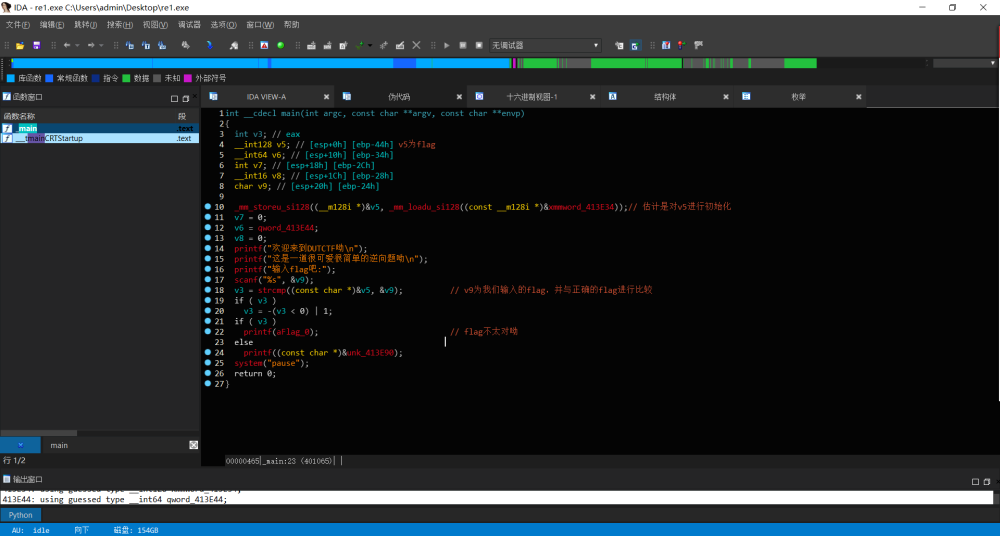 IDA - re1.exe C:\Users\admin\Desktop\re1.exe
文件(F) 编辑(E) 跳转(J) 搜索(H) 视图(V) 调试器 选项(O) 窗口(W) 帮助
无调试器
库函数 常规函数 指令 数据 未知 外部符号
函数窗口
IDA VIEW-A 伪代码 十六进制视图-1 结构体 枚举
函数名称 段
_main .text
___tmainCRTStartup .text
1 int __cdecl main(int argc, const char **argv, const char **envp)
2 {
3 int v3; // eax
4 __int128 v5; // [esp+0h] [ebp-44h] v5为flag
5 __int64 v6; // [esp+10h] [ebp-34h]
6 int v7; // [esp+18h] [ebp-2Ch]
7 __int16 v8; // [esp+1Ch] [ebp-28h]
8 char v9; // [esp+20h] [ebp-24h]
9
10 _mm_storeu_si128((__m128i *)&v5, _mm_loadu_si128((const __m128i *)&xmmword_413E34));// 估计是对v5进行初始化
11 v7 = 0;
12 v6 = qword_413E44;
13 v8 = 0;
14 printf("欢迎来到DUTCTF呦\n");
15 printf("这是一道很可爱很简单的逆向题呦\n");
16 printf("输入flag吧:");
17 scanf("%s", &v9);
18 v3 = strcmp((const char *)&v5, &v9); // v9为我们输入的flag，并与正确的flag进行比较
19 if ( v3 )
20 v3 = -(v3 < 0) | 1;
21 if ( v3 )
22 printf(aFlag_0); // flag不太对呦
23 else
24 printf((const char *)&unk_413E90);
25 system("pause");
26 return 0;
27 }
main
行 1/2
00000465 _main:23 (401065)
输出窗口
413E44: using guessed type __int64 qword_413E44;
Python
AU: idle 向下 磁盘: 154GB